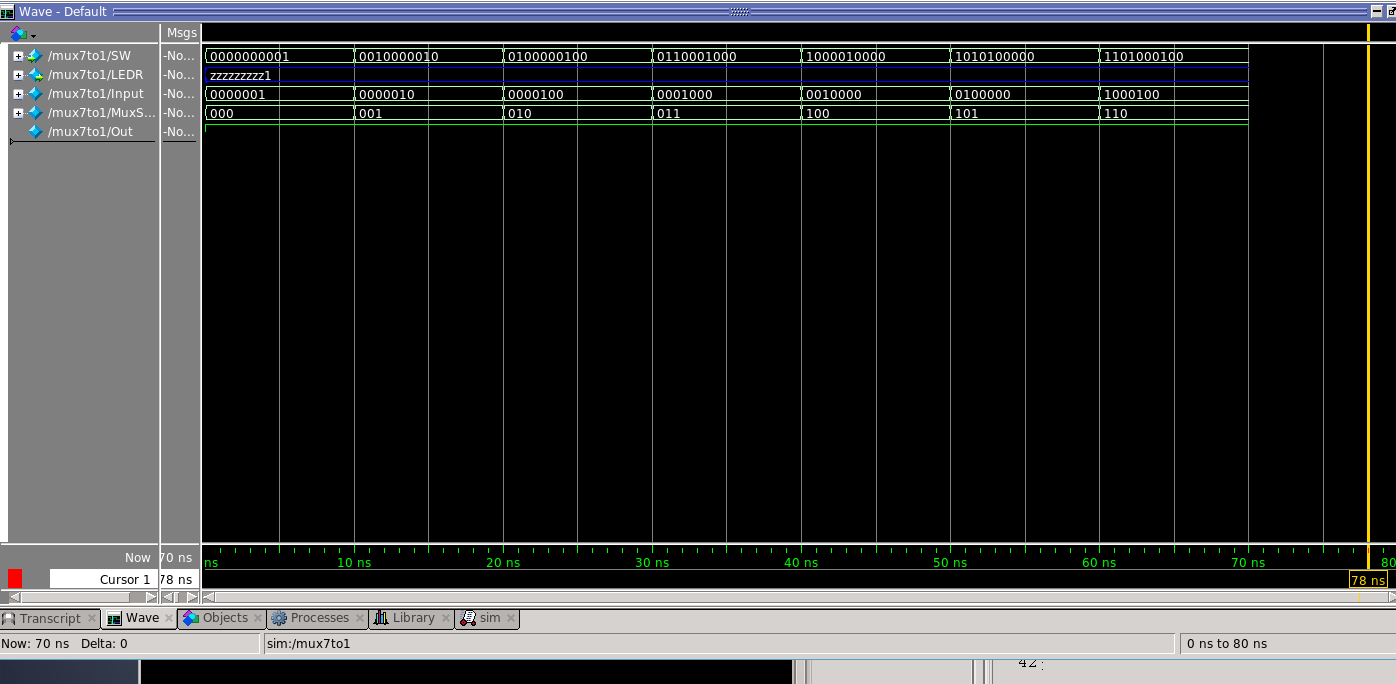 Wave - Default
Msgs
/mux7to1/SW -No... 0000000001 0010000010 0100000100 0110001000 1000010000 1010100000 1101000100
/mux7to1/LEDR -No... zzzzzzzzz1
/mux7to1/Input -No... 0000001 0000010 0000100 0001000 0010000 0100000 1000100
/mux7to1/MuxS... -No... 000 001 010 011 100 101 110
/mux7to1/Out -No...
Now 70 ns ns 10 ns 20 ns 30 ns 40 ns 50 ns 60 ns 70 ns 80
Cursor 1 78 ns 78 ns
Transcript Wave Objects Processes Library sim
Now: 70 ns Delta: 0 sim:/mux7to1 0 ns to 80 ns